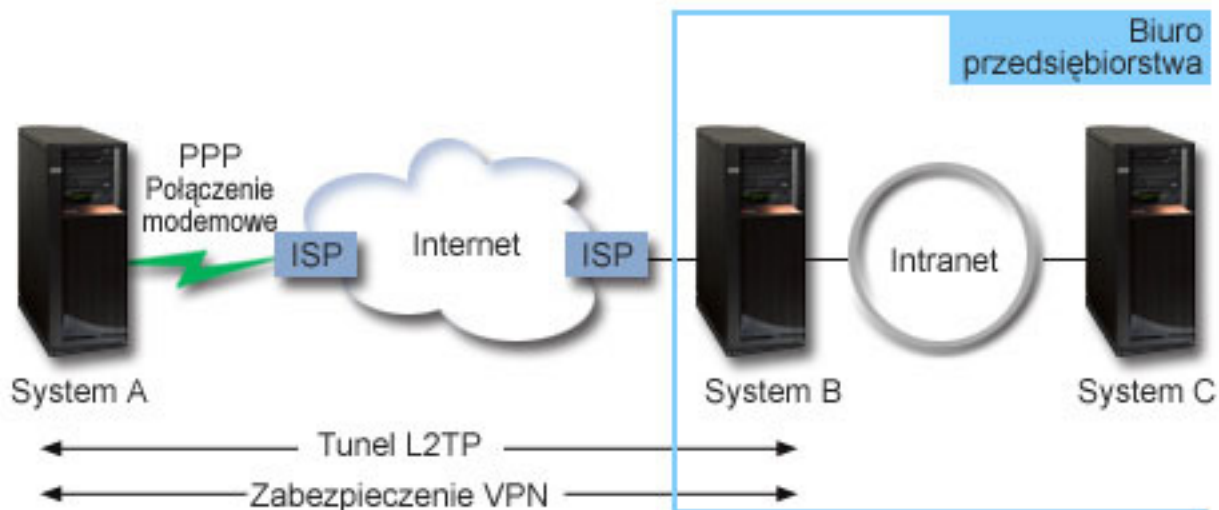 Biuro
przedsiębiorstwa
PPP
Połączenie
modemowe
ISP
Internet
ISP
Intranet
System A
System B
System C
Tunel L2TP
Zabezpieczenie VPN